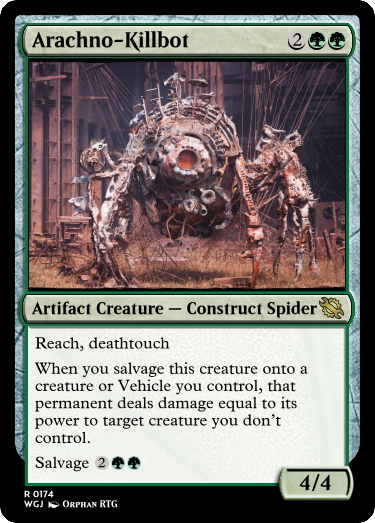 Arachno-Killbot 2
Artifact Creature — Construct Spider
Reach, deathtouch
When you salvage this creature onto a
creature or Vehicle you control, that
permanent deals damage equal to its
power to target creature you don't
control.
Salvage 2
4/4
R 0174
WGJ Orphan RTG